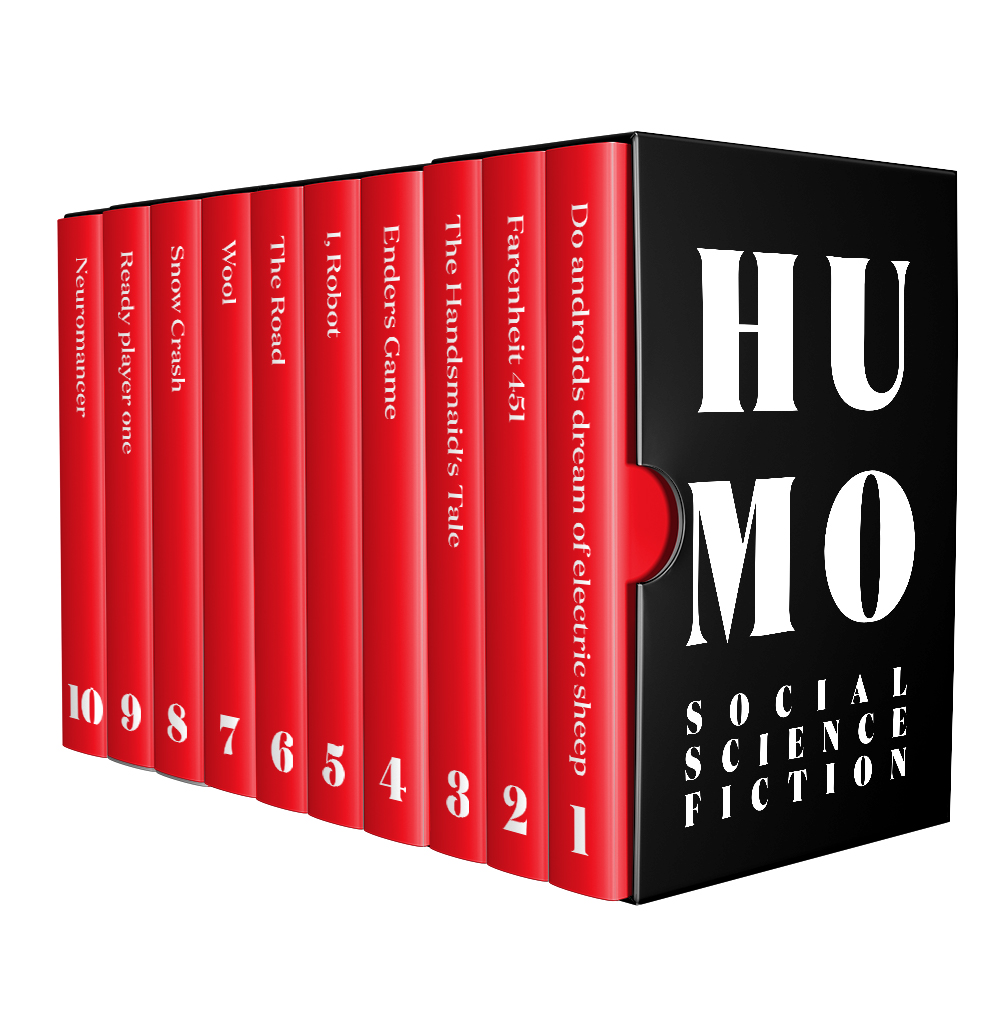 Neuromancer
10
Ready player one
9
Snow Crash
8
Wool
7
The Road
6
I, Robot
5
Enders Game
4
The Handsmaid's Tale
3
Farenheit 451
2
Do androids dream of electric sheep
1
HU
MO
SOCIAL
SCIENCE
FICTION